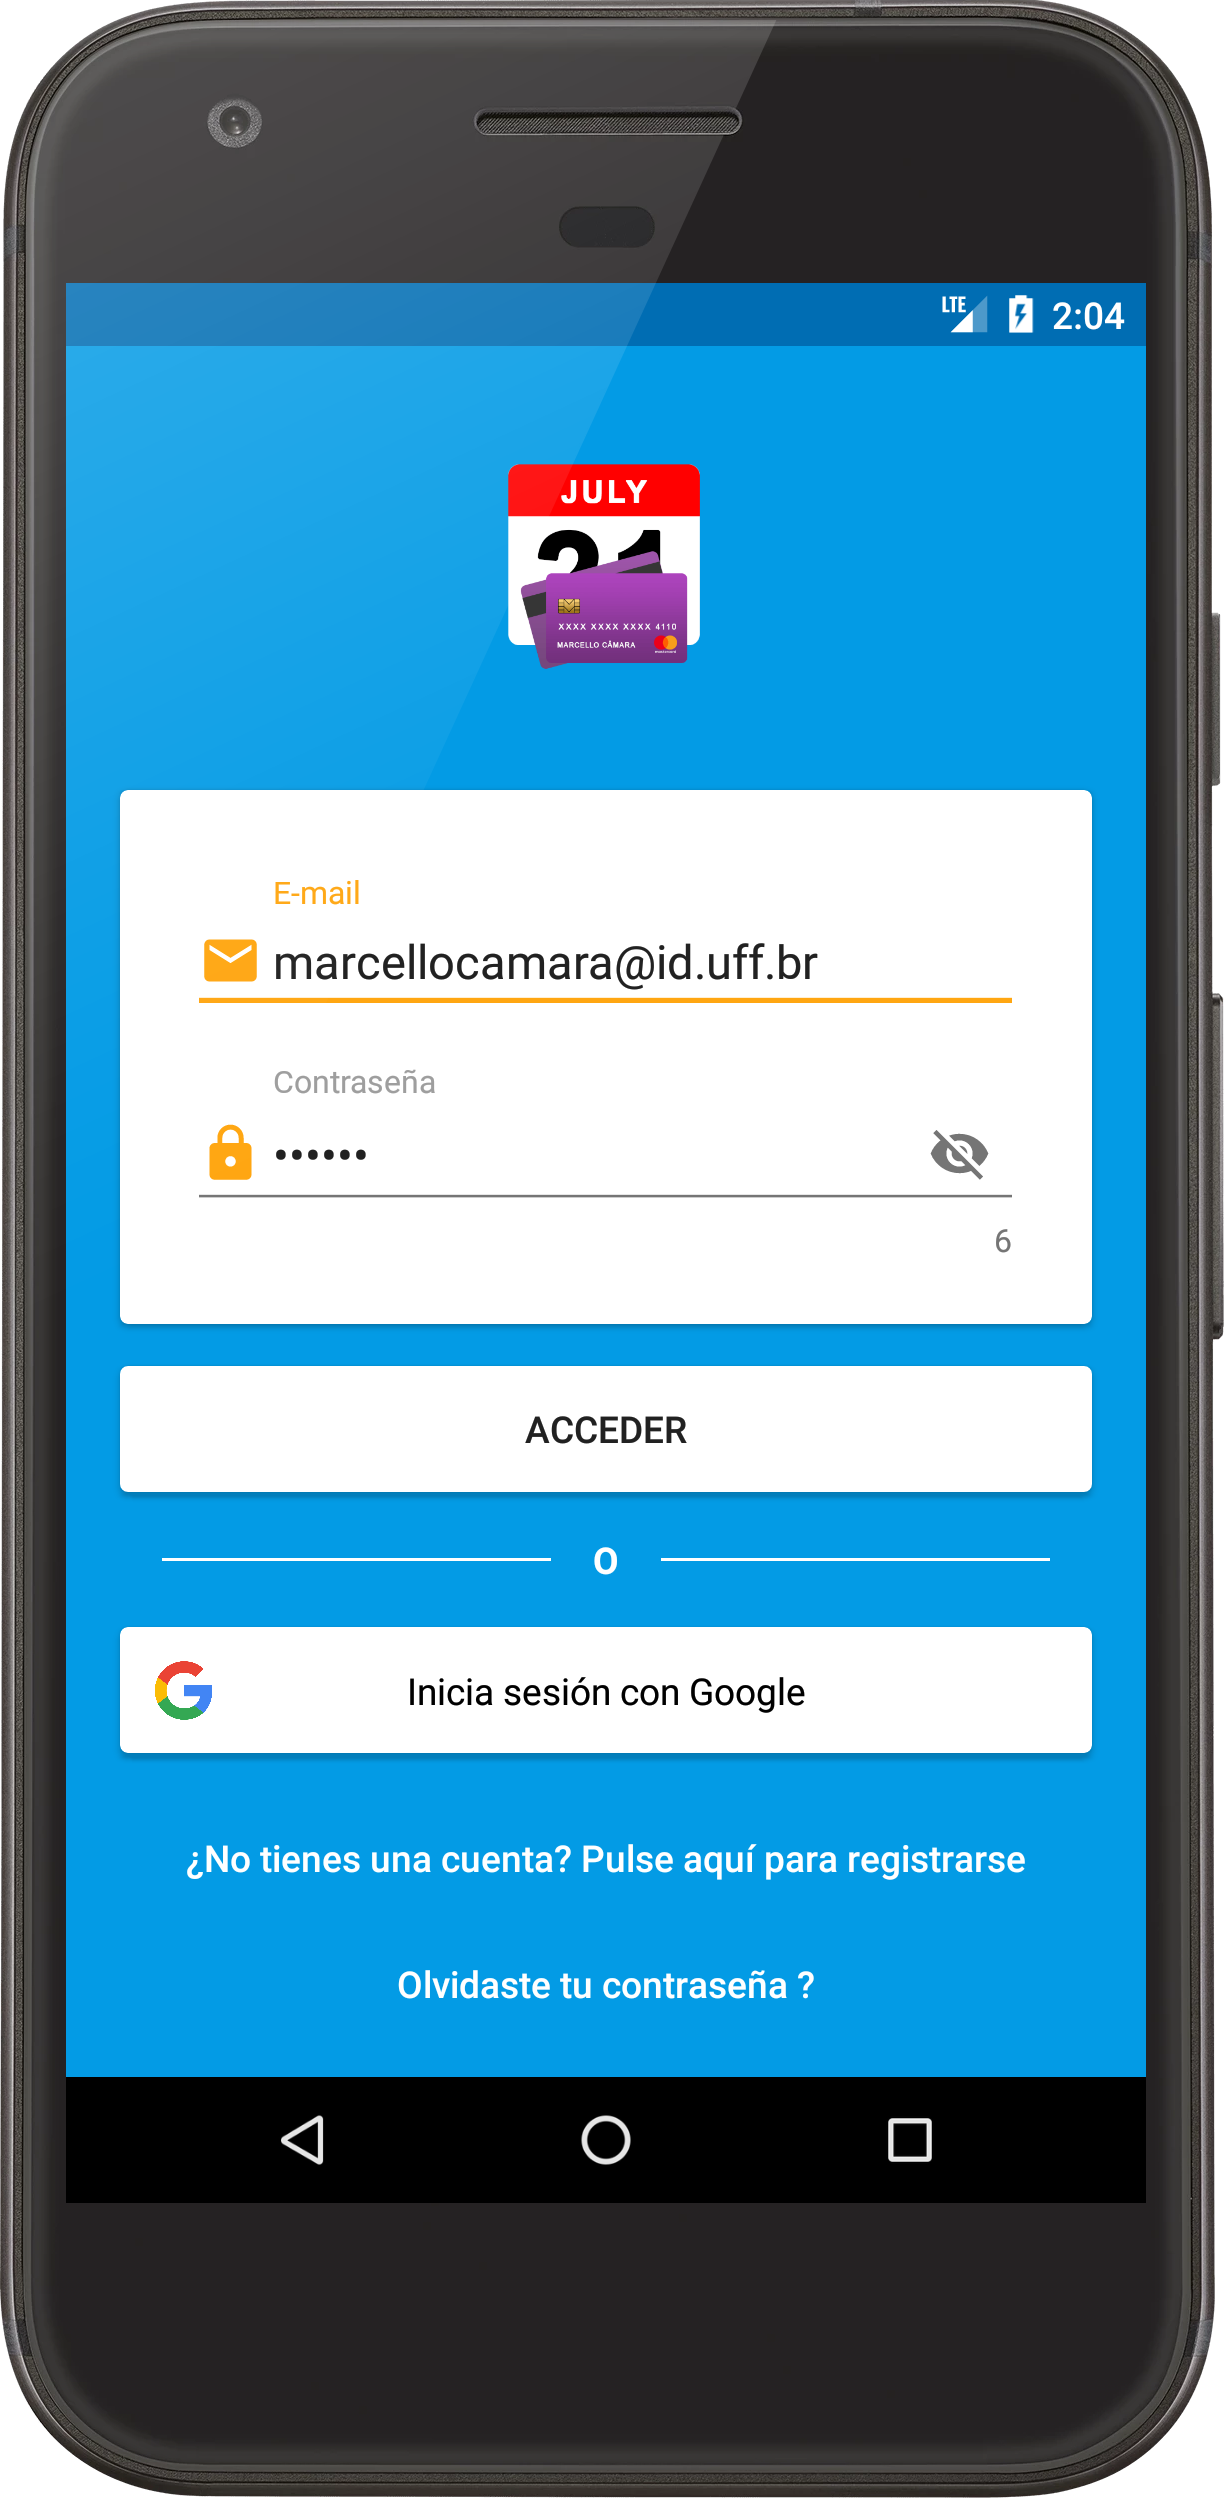 LTE 2:04
JULY
21
XXXX XXXX XXXX 4110
MARCELLO CÂMARA
mastercard
E-mail
marcellocamara@id.uff.br
Contraseña
••••••
6
ACCEDER
O
Inicia sesión con Google
¿No tienes una cuenta? Pulse aquí para registrarse
Olvidaste tu contraseña ?